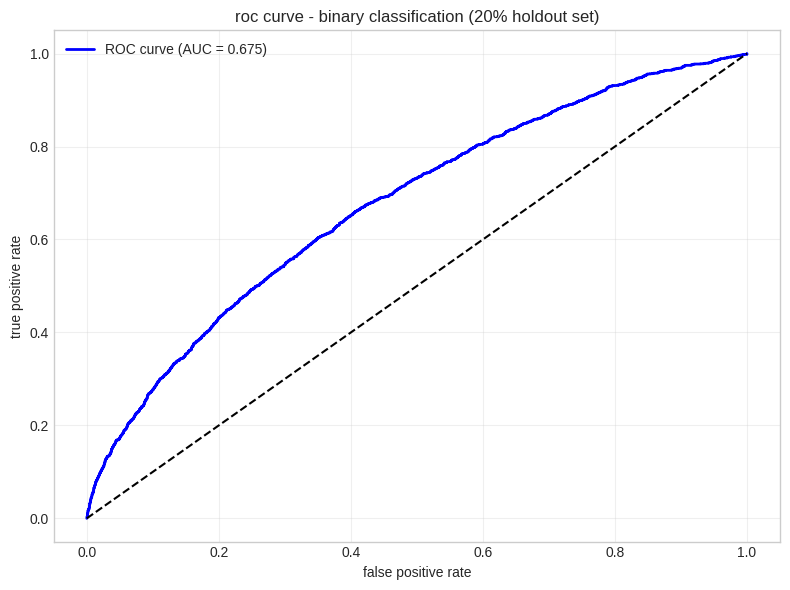 roc curve - binary classification (20% holdout set)
ROC curve (AUC = 0.675)
true positive rate
1.0
0.8
0.6
0.4
0.2
0.0
0.0 0.2 0.4 0.6 0.8 1.0
false positive rate